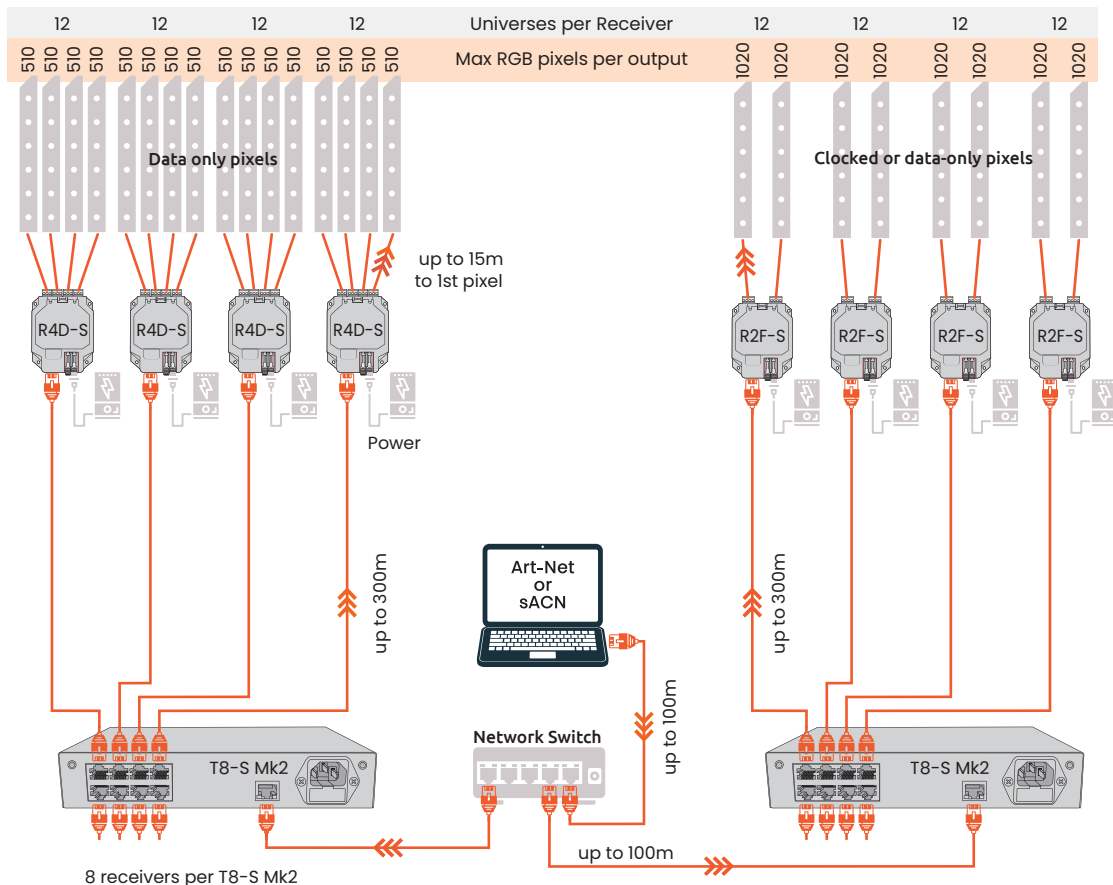 12 12 12 12 Universes per Receiver 12 12 12 12
510 510 510 510 510 510 510 510 510 510 510 510 510 510 510 510 Max RGB pixels per output 1020 1020 1020 1020 1020 1020 1020 1020
Data only pixels
Clocked or data-only pixels
up to 15m
to 1st pixel
R4D-S R4D-S R4D-S R4D-S
R2F-S R2F-S R2F-S R2F-S
Power
up to 300m
Art-Net
or
sACN
up to 300m
up to 100m
Network Switch
T8-S Mk2
T8-S Mk2
up to 100m
8 receivers per T8-S Mk2